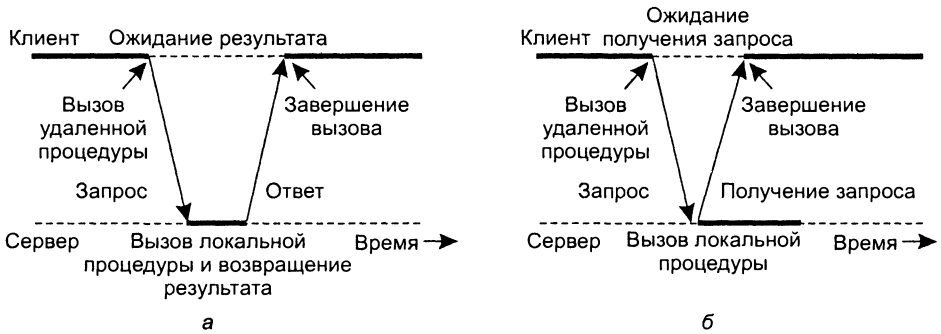 Клиент
Ожидание результата
Вызов
удаленной
процедуры
Завершение
вызова
Запрос
Ответ
Сервер
Вызов локальной
процедуры и возвращение
результата
Время
а
Клиент
Ожидание
получения запроса
Вызов
удаленной
процедуры
Завершение
вызова
Запрос
Получение запроса
Сервер
Вызов локальной
процедуры
Время
б